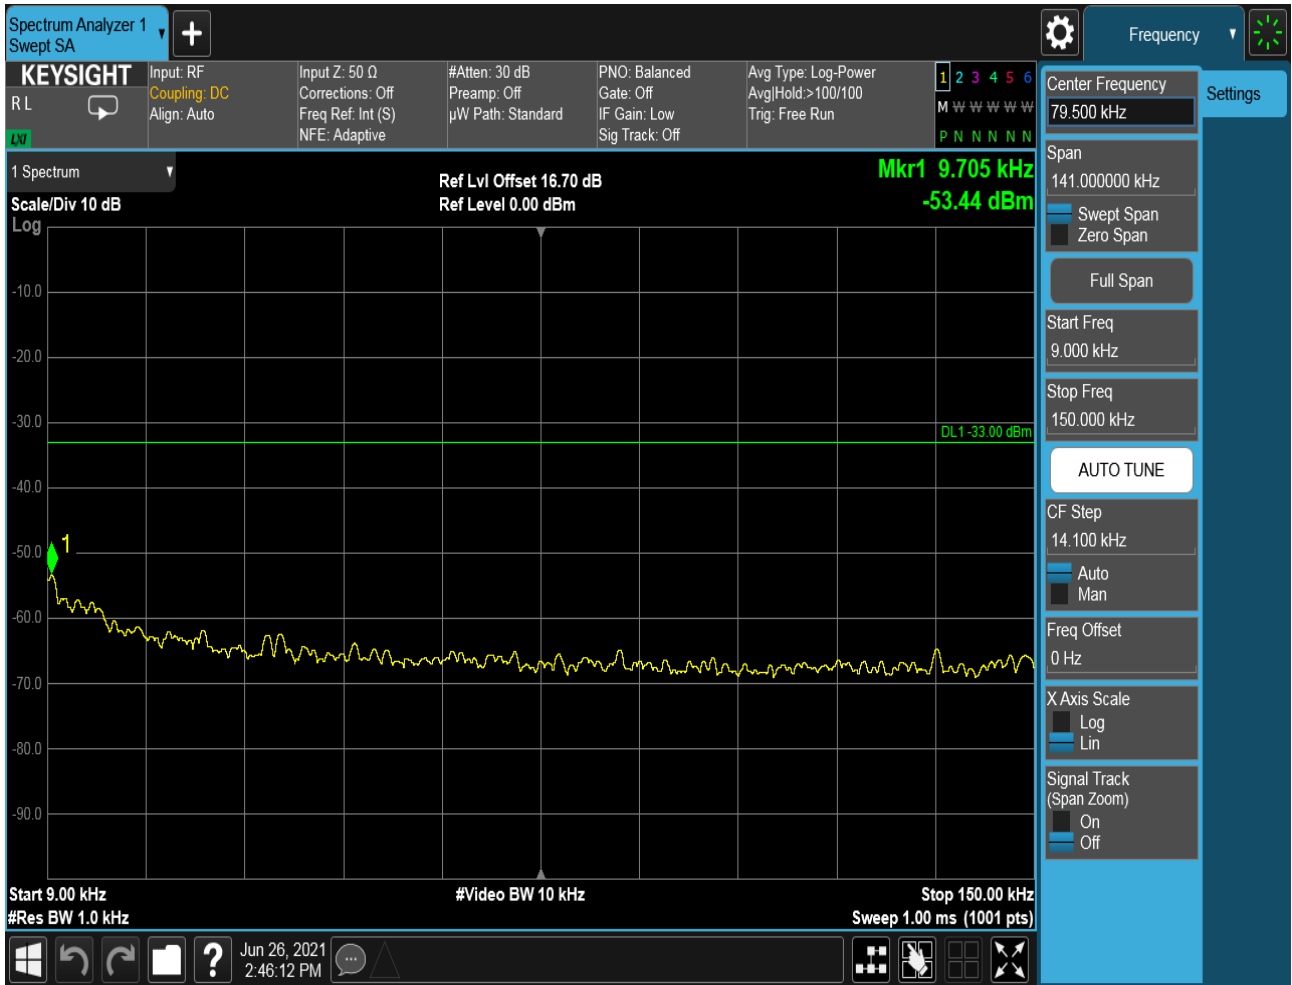 Spectrum Analyzer 1
Swept SA
Frequency
KEYSIGHT
R L
LXI
Input: RF
Coupling: DC
Align: Auto
Input Z: 50 Ω
Corrections: Off
Freq Ref: Int (S)
NFE: Adaptive
#Atten: 30 dB
Preamp: Off
µW Path: Standard
PNO: Balanced
Gate: Off
IF Gain: Low
Sig Track: Off
Avg Type: Log-Power
Avg|Hold:>100/100
Trig: Free Run
1 2 3 4 5 6
M W W W W W
P N N N N N
Center Frequency
79.500 kHz
Settings
1 Spectrum
Scale/Div 10 dB
Log
Ref Lvl Offset 16.70 dB
Ref Level 0.00 dBm
Mkr1 9.705 kHz
-53.44 dBm
-10.0
-20.0
-30.0
DL1 -33.00 dBm
-40.0
-50.0
1
-60.0
-70.0
-80.0
-90.0
Start 9.00 kHz
#Res BW 1.0 kHz
#Video BW 10 kHz
Stop 150.00 kHz
Sweep 1.00 ms (1001 pts)
Span
141.000000 kHz
Swept Span
Zero Span
Full Span
Start Freq
9.000 kHz
Stop Freq
150.000 kHz
AUTO TUNE
CF Step
14.100 kHz
Auto
Man
Freq Offset
0 Hz
X Axis Scale
Log
Lin
Signal Track
(Span Zoom)
On
Off
?
Jun 26, 2021
2:46:12 PM